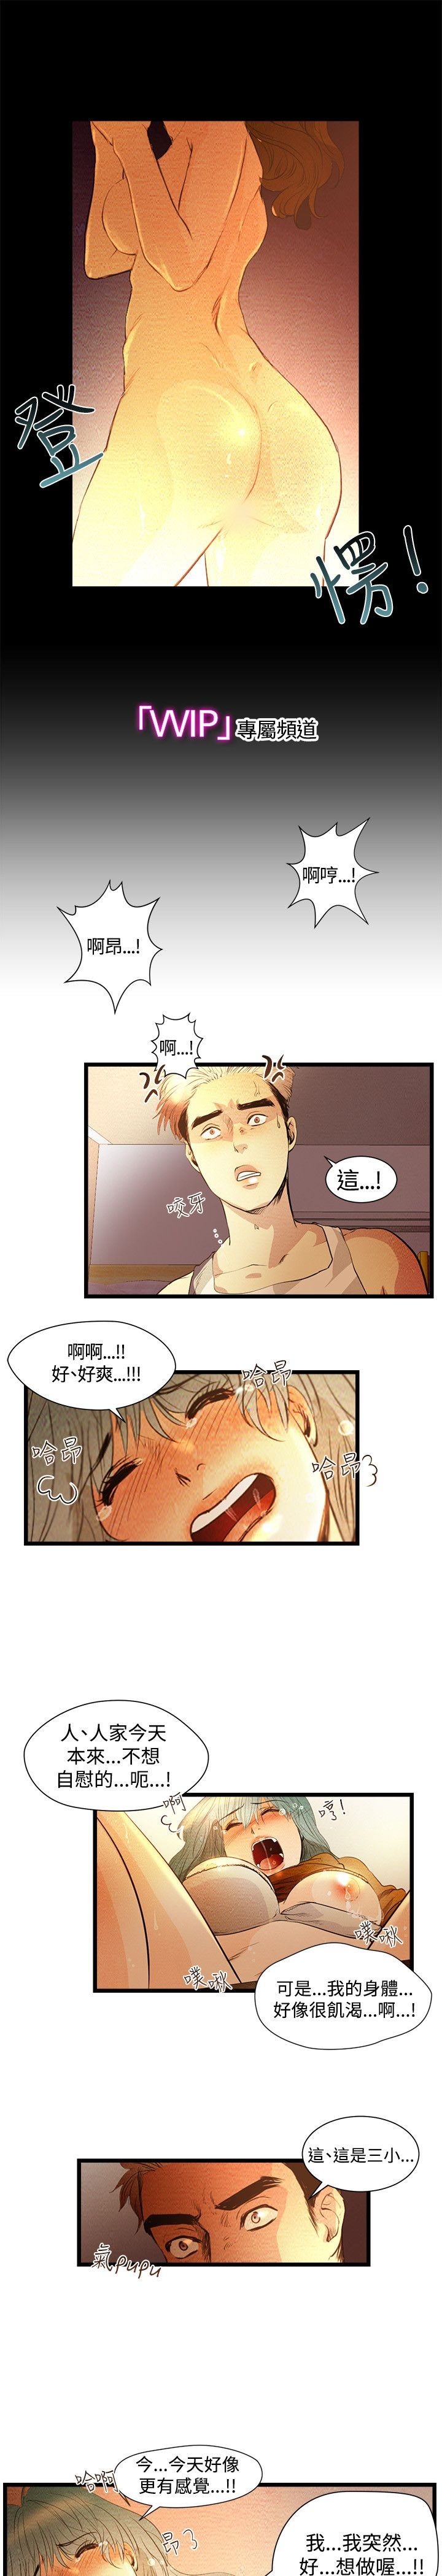 登
愣！
「VVIP」專屬頻道
啊哼...!
啊昂...!
啊...!
這...!
咬牙
啊啊...!!
好、好爽...!!!
哈昂
哈昂
哈昂
人、人家今天
本來...不想
自慰的...呃...!
啊
哼!
噗啾
噗啾
可是...我的身體...
好像很飢渴...啊...!
這、這是三小...
氣pupu
今...今天好像
更有感覺...!!
哈啊
昂
我...我突然...
好...想做喔...!!